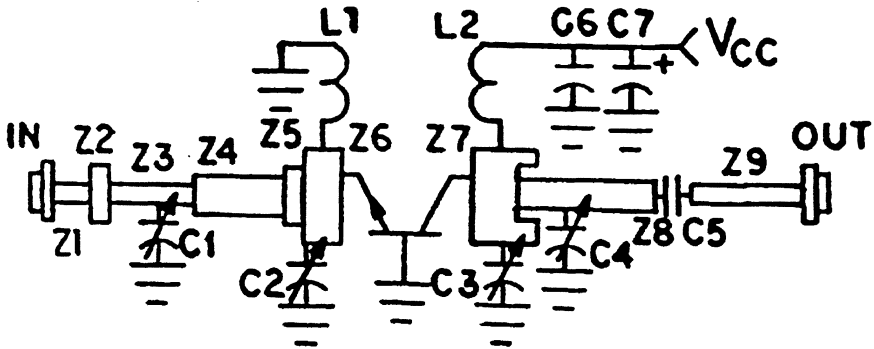 L1 L2 C6 C7 VCC
+
IN Z2 Z3 Z4 Z5 Z6 Z7 Z9 OUT
Z1 C1 C2 C3 C4 Z8 C5